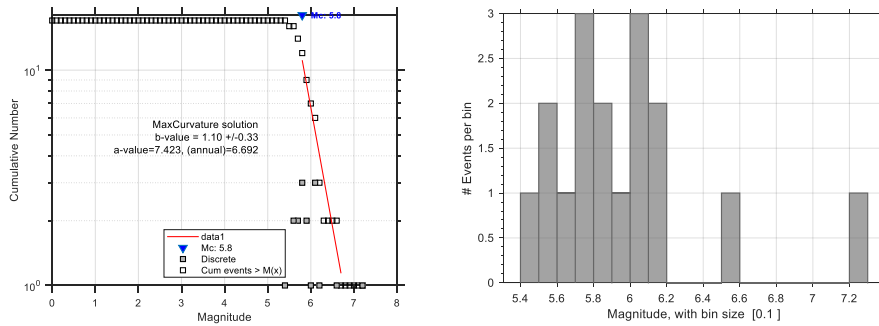 Mc: 5.8
10^1
10^0
Cumulative Number
MaxCurvature solution
b-value = 1.10 +/-0.33
a-value=7.423, (annual)=6.692
data1
Mc: 5.8
Discrete
Cum events > M(x)
0 1 2 3 4 5 6 7 8
Magnitude
3
2.5
2
1.5
1
0.5
0
# Events per bin
5.4 5.6 5.8 6 6.2 6.4 6.6 6.8 7 7.2
Magnitude, with bin size [0.1 ]